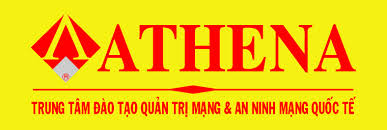 ATHENA
®
TRUNG TÂM ĐÀO TẠO QUẢN TRỊ MẠNG & AN NINH MẠNG QUỐC TẾ